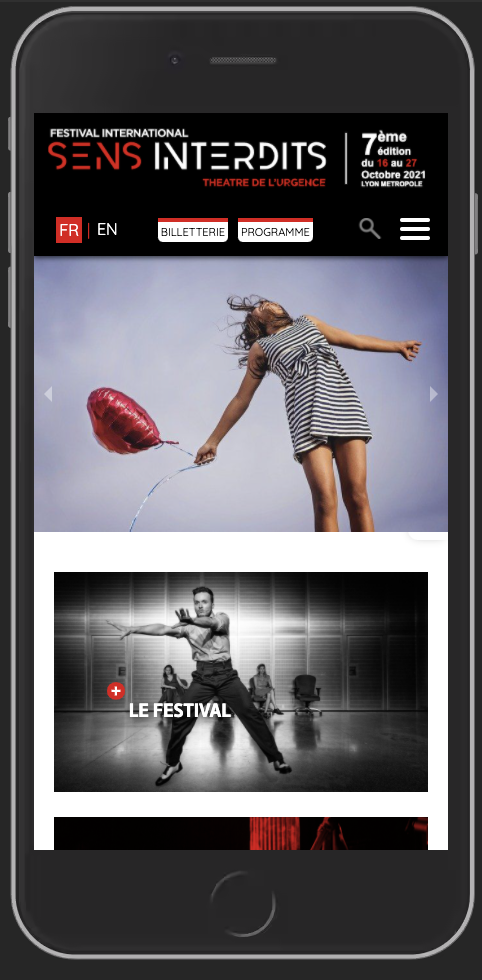 FESTIVAL INTERNATIONAL
SENS INTERDITS
THEATRE DE L'URGENCE
7ème
édition
du 16 au 27
Octobre 2021
LYON METROPOLE
FR | EN
BILLETTERIE
PROGRAMME
LE FESTIVAL